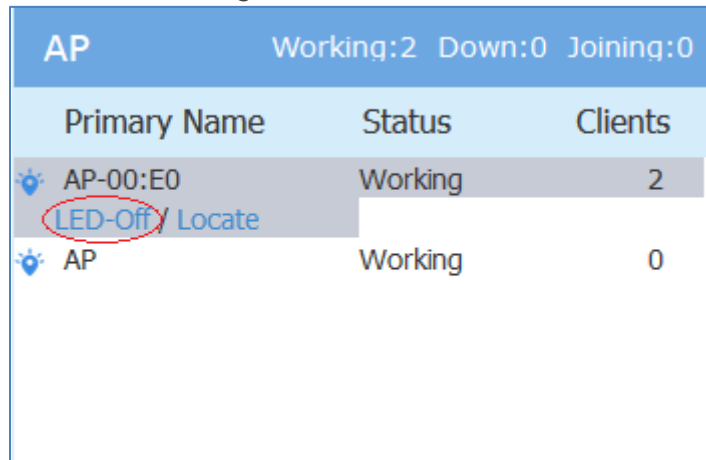 AP Working:2 Down:0 Joining:0
Primary Name Status Clients
AP-00:E0 Working 2
LED-Off / Locate
AP Working 0